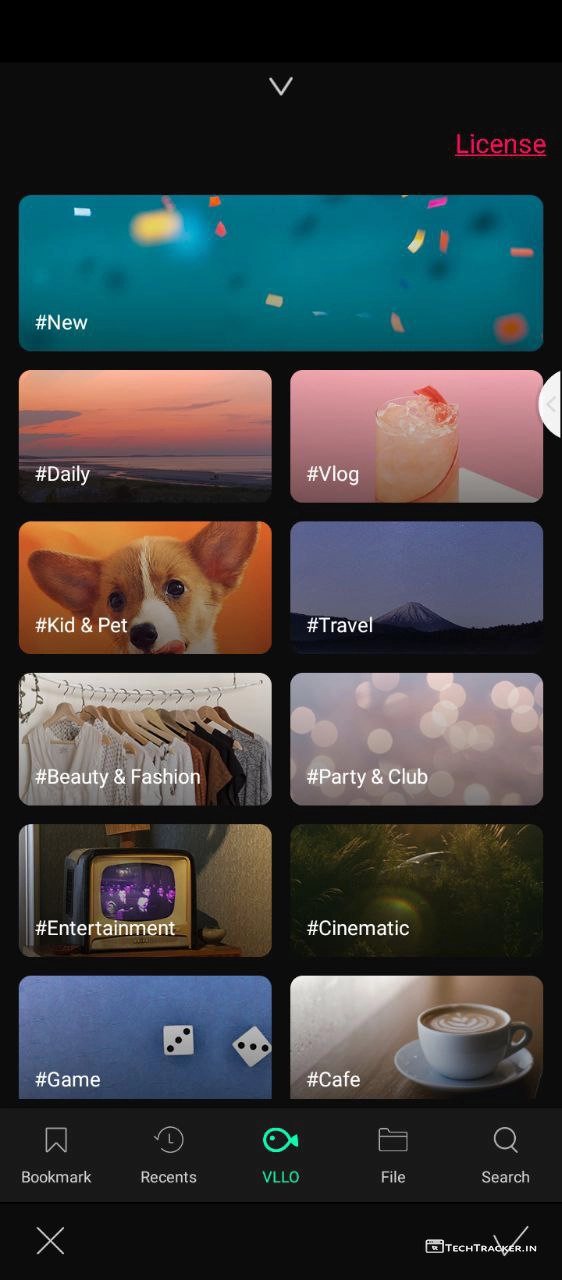 License
#New
#Daily
#Vlog
#Kid & Pet
#Travel
#Beauty & Fashion
#Party & Club
#Entertainment
#Cinematic
#Game
#Cafe
Bookmark
Recents
VLLO
File
Search
TECHTRACKER.IN